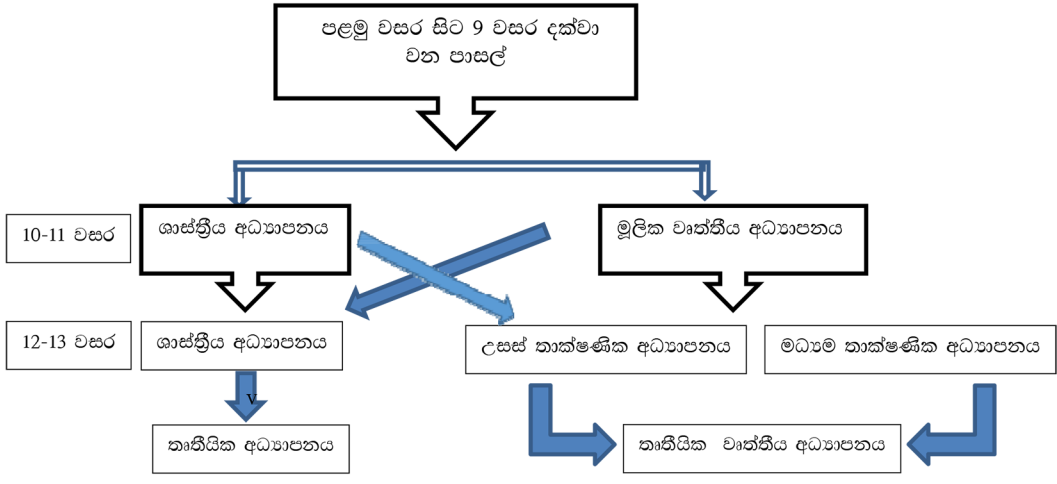 පළමු වසර සිට 9 වසර දක්වා
වන පාසල්
10-11 වසර
ශාස්ත්‍රීය අධ්‍යාපනය
මූලික වෘත්තීය අධ්‍යාපනය
12-13 වසර
ශාස්ත්‍රීය අධ්‍යාපනය
උසස් තාක්ෂණික අධ්‍යාපනය
මධ්‍යම තාක්ෂණික අධ්‍යාපනය
v
තෘතීයික අධ්‍යාපනය
තෘතීයික වෘත්තීය අධ්‍යාපනය